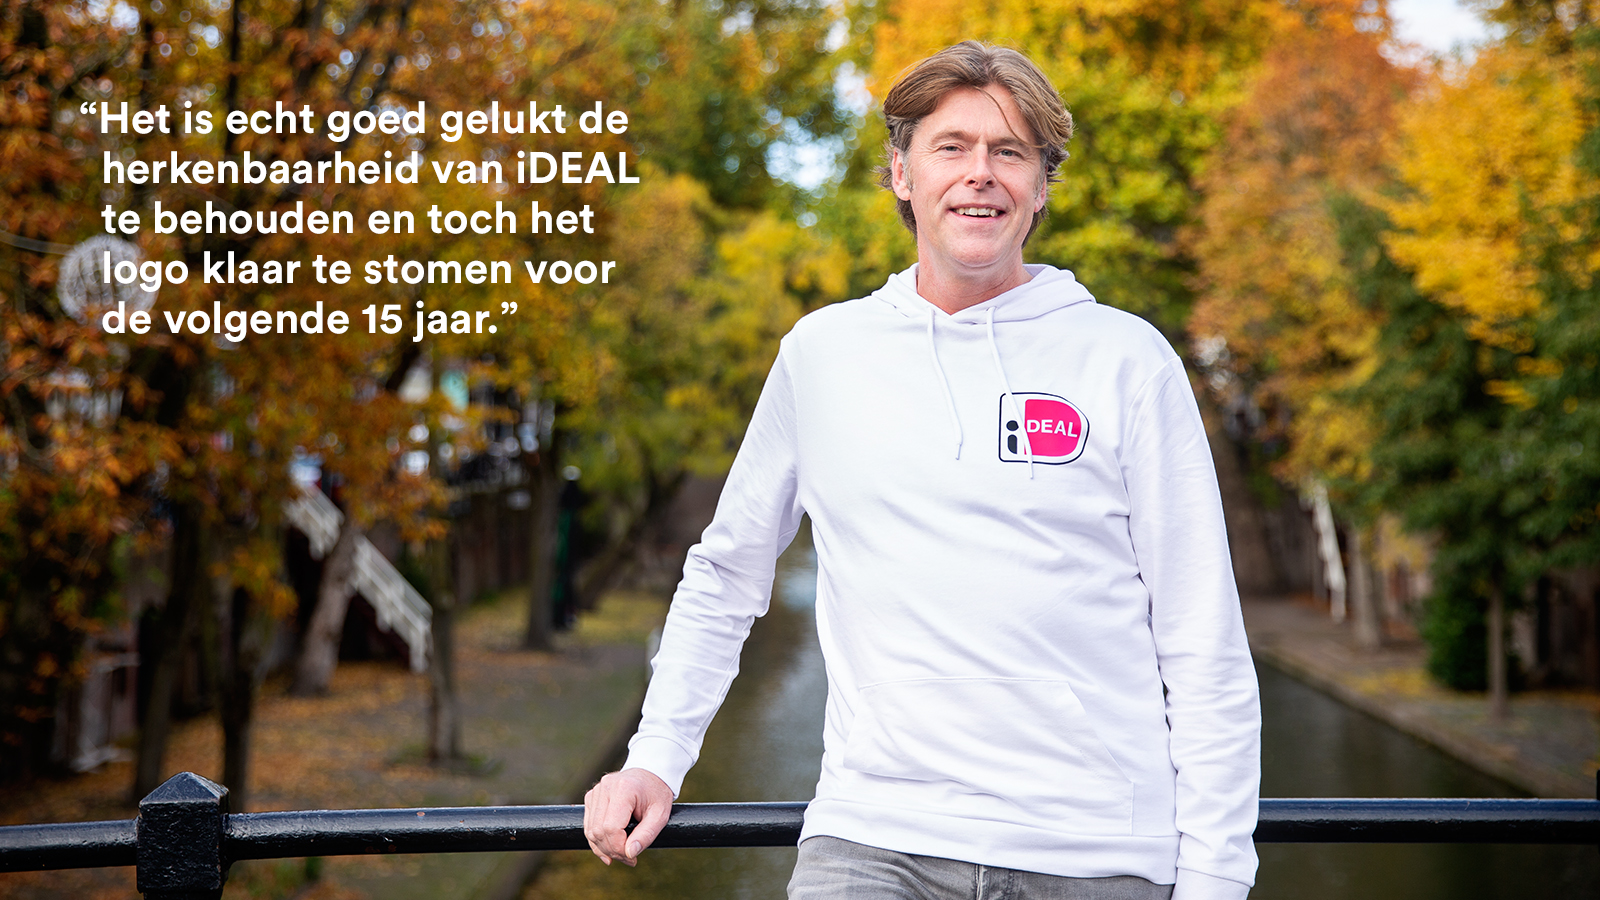 “Het is echt goed gelukt de
herkenbaarheid van iDEAL
te behouden en toch het
logo klaar te stomen voor
de volgende 15 jaar.”
iDEAL